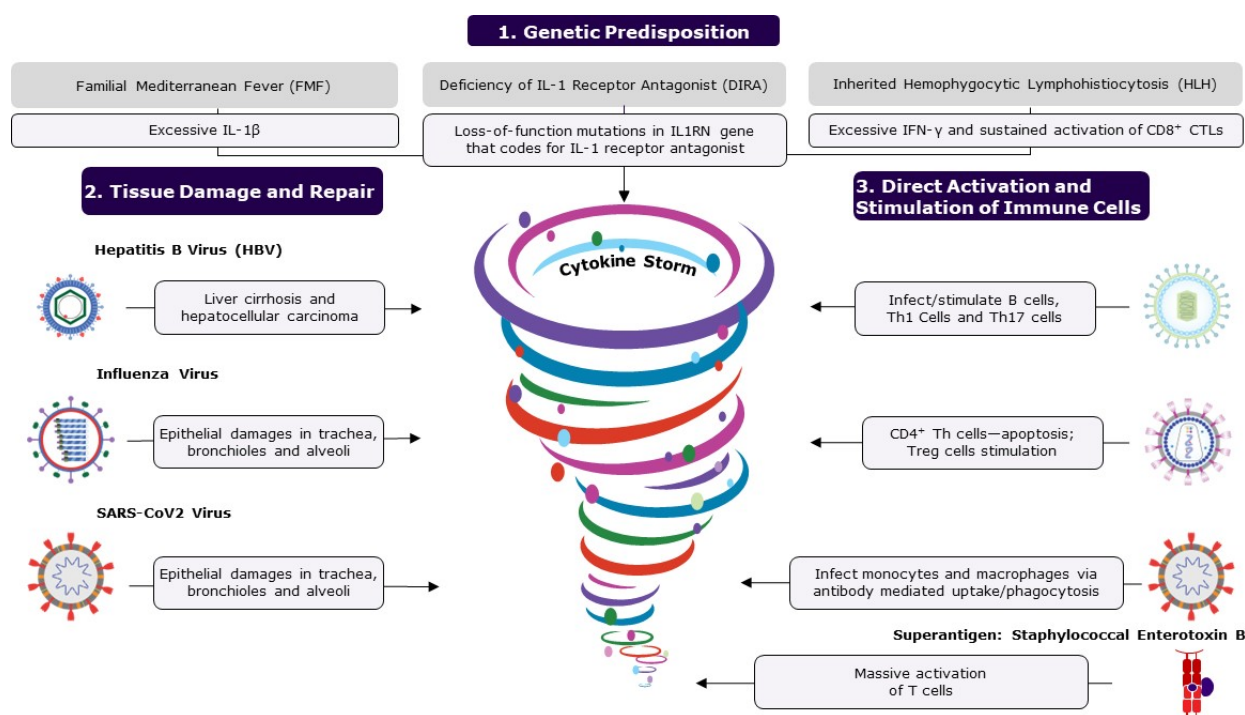 1. Genetic Predisposition
Familial Mediterranean Fever (FMF)
Deficiency of IL-1 Receptor Antagonist (DIRA)
Inherited Hemophygocytic Lymphohistiocytosis (HLH)
Excessive IL-1β
Loss-of-function mutations in IL1RN gene
that codes for IL-1 receptor antagonist
Excessive IFN-γ and sustained activation of CD8⁺ CTLs
2. Tissue Damage and Repair
Hepatitis B Virus (HBV)
Liver cirrhosis and
hepatocellular carcinoma
Influenza Virus
Epithelial damages in trachea,
bronchioles and alveoli
SARS-CoV2 Virus
Epithelial damages in trachea,
bronchioles and alveoli
Cytokine Storm
3. Direct Activation and
Stimulation of Immune Cells
Infect/stimulate B cells,
Th1 Cells and Th17 cells
CD4⁺ Th cells—apoptosis;
Treg cells stimulation
Infect monocytes and macrophages via
antibody mediated uptake/phagocytosis
Superantigen: Staphylococcal Enterotoxin B
Massive activation
of T cells